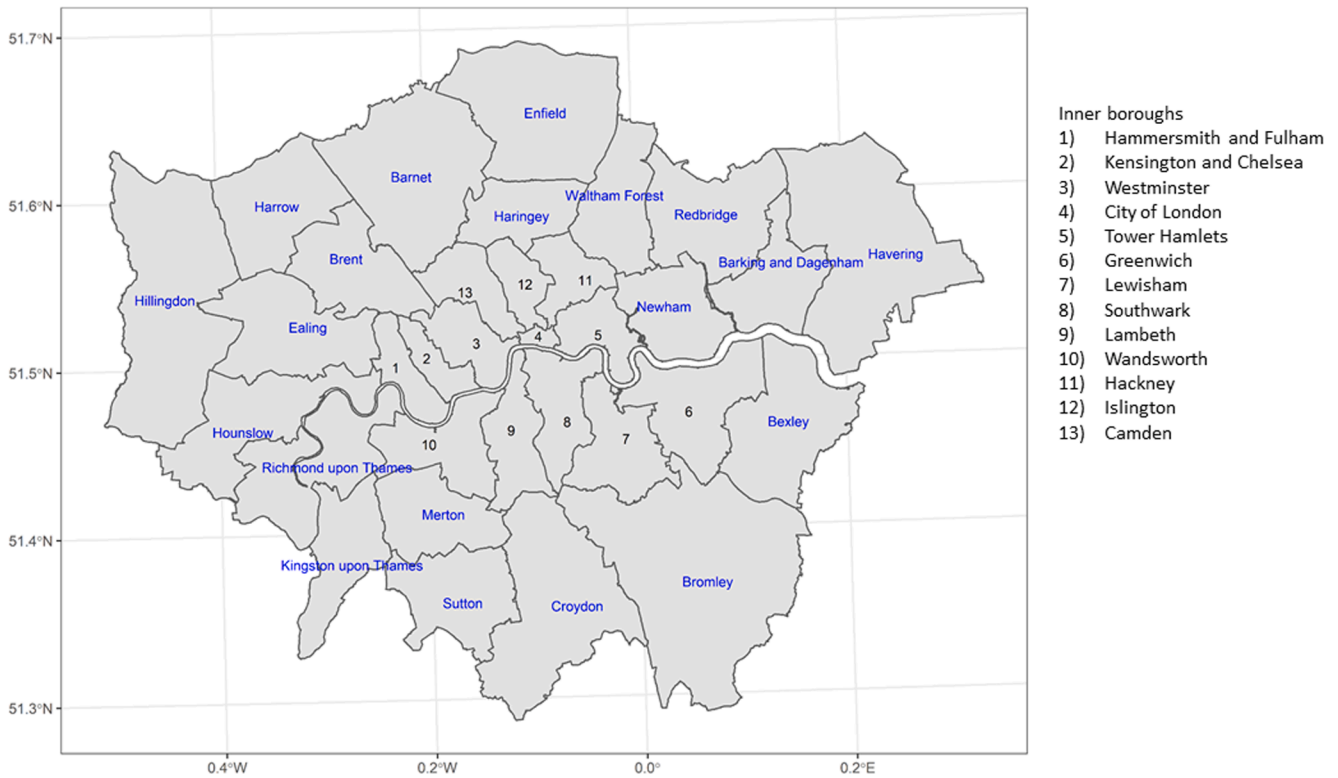 51.7°N
51.6°N
51.5°N
51.4°N
51.3°N
0.4°W
0.2°W
0.0°
0.2°E
Enfield
Barnet
Waltham Forest
Harrow
Haringey
Redbridge
Brent
Barking and Dagenham
Havering
Hillingdon
13
12
11
Newham
Ealing
4
5
3
2
1
6
Bexley
Hounslow
10
9
8
7
Richmond upon Thames
Merton
Kingston upon Thames
Bromley
Sutton
Croydon
Inner boroughs
1) Hammersmith and Fulham
2) Kensington and Chelsea
3) Westminster
4) City of London
5) Tower Hamlets
6) Greenwich
7) Lewisham
8) Southwark
9) Lambeth
10) Wandsworth
11) Hackney
12) Islington
13) Camden